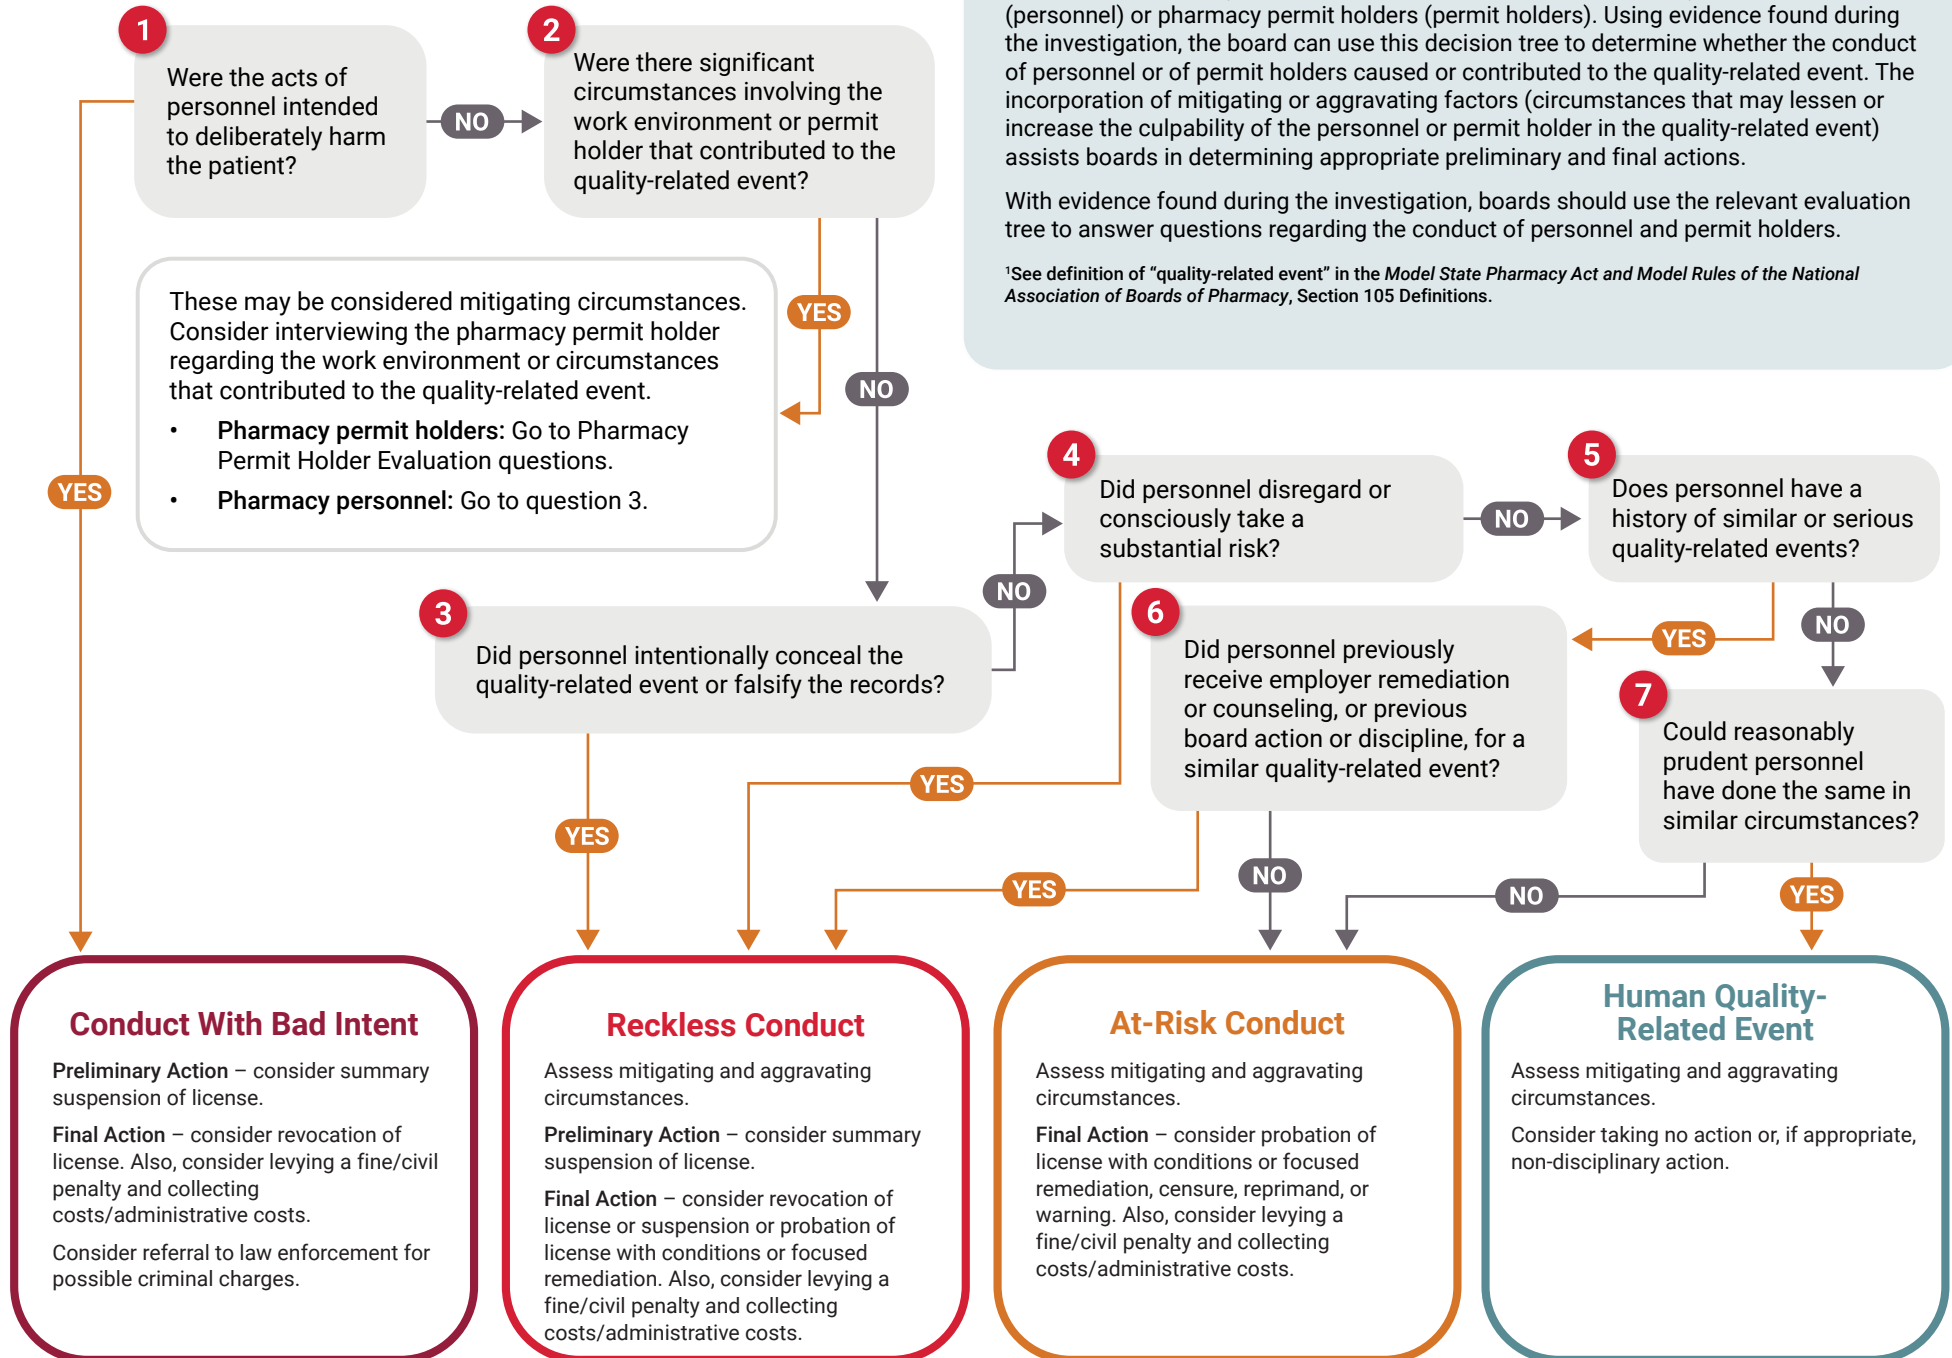 1
Were the acts of
personnel intended
to deliberately harm
the patient?
NO
2
Were there significant
circumstances involving the
work environment or permit
holder that contributed to the
quality-related event?
(personnel) or pharmacy permit holders (permit holders). Using evidence found during
the investigation, the board can use this decision tree to determine whether the conduct
of personnel or of permit holders caused or contributed to the quality-related event. The
incorporation of mitigating or aggravating factors (circumstances that may lessen or
increase the culpability of the personnel or permit holder in the quality-related event)
assists boards in determining appropriate preliminary and final actions.
With evidence found during the investigation, boards should use the relevant evaluation
tree to answer questions regarding the conduct of personnel and permit holders.
¹See definition of “quality-related event” in the Model State Pharmacy Act and Model Rules of the National
Association of Boards of Pharmacy, Section 105 Definitions.
YES
NO
These may be considered mitigating circumstances.
Consider interviewing the pharmacy permit holder
regarding the work environment or circumstances
that contributed to the quality-related event.
• Pharmacy permit holders: Go to Pharmacy
Permit Holder Evaluation questions.
• Pharmacy personnel: Go to question 3.
YES
3
Did personnel intentionally conceal the
quality-related event or falsify the records?
NO
YES
4
Did personnel disregard or
consciously take a
substantial risk?
NO
YES
5
Does personnel have a
history of similar or serious
quality-related events?
YES
NO
6
Did personnel previously
receive employer remediation
or counseling, or previous
board action or discipline, for a
similar quality-related event?
YES
NO
7
Could reasonably
prudent personnel
have done the same in
similar circumstances?
NO
YES
Conduct With Bad Intent
Preliminary Action – consider summary
suspension of license.
Final Action – consider revocation of
license. Also, consider levying a fine/civil
penalty and collecting
costs/administrative costs.
Consider referral to law enforcement for
possible criminal charges.
Reckless Conduct
Assess mitigating and aggravating
circumstances.
Preliminary Action – consider summary
suspension of license.
Final Action – consider revocation of
license or suspension or probation of
license with conditions or focused
remediation. Also, consider levying a
fine/civil penalty and collecting
costs/administrative costs.
At-Risk Conduct
Assess mitigating and aggravating
circumstances.
Final Action – consider probation of
license with conditions or focused
remediation, censure, reprimand, or
warning. Also, consider levying a
fine/civil penalty and collecting
costs/administrative costs.
Human Quality-
Related Event
Assess mitigating and aggravating
circumstances.
Consider taking no action or, if appropriate,
non-disciplinary action.